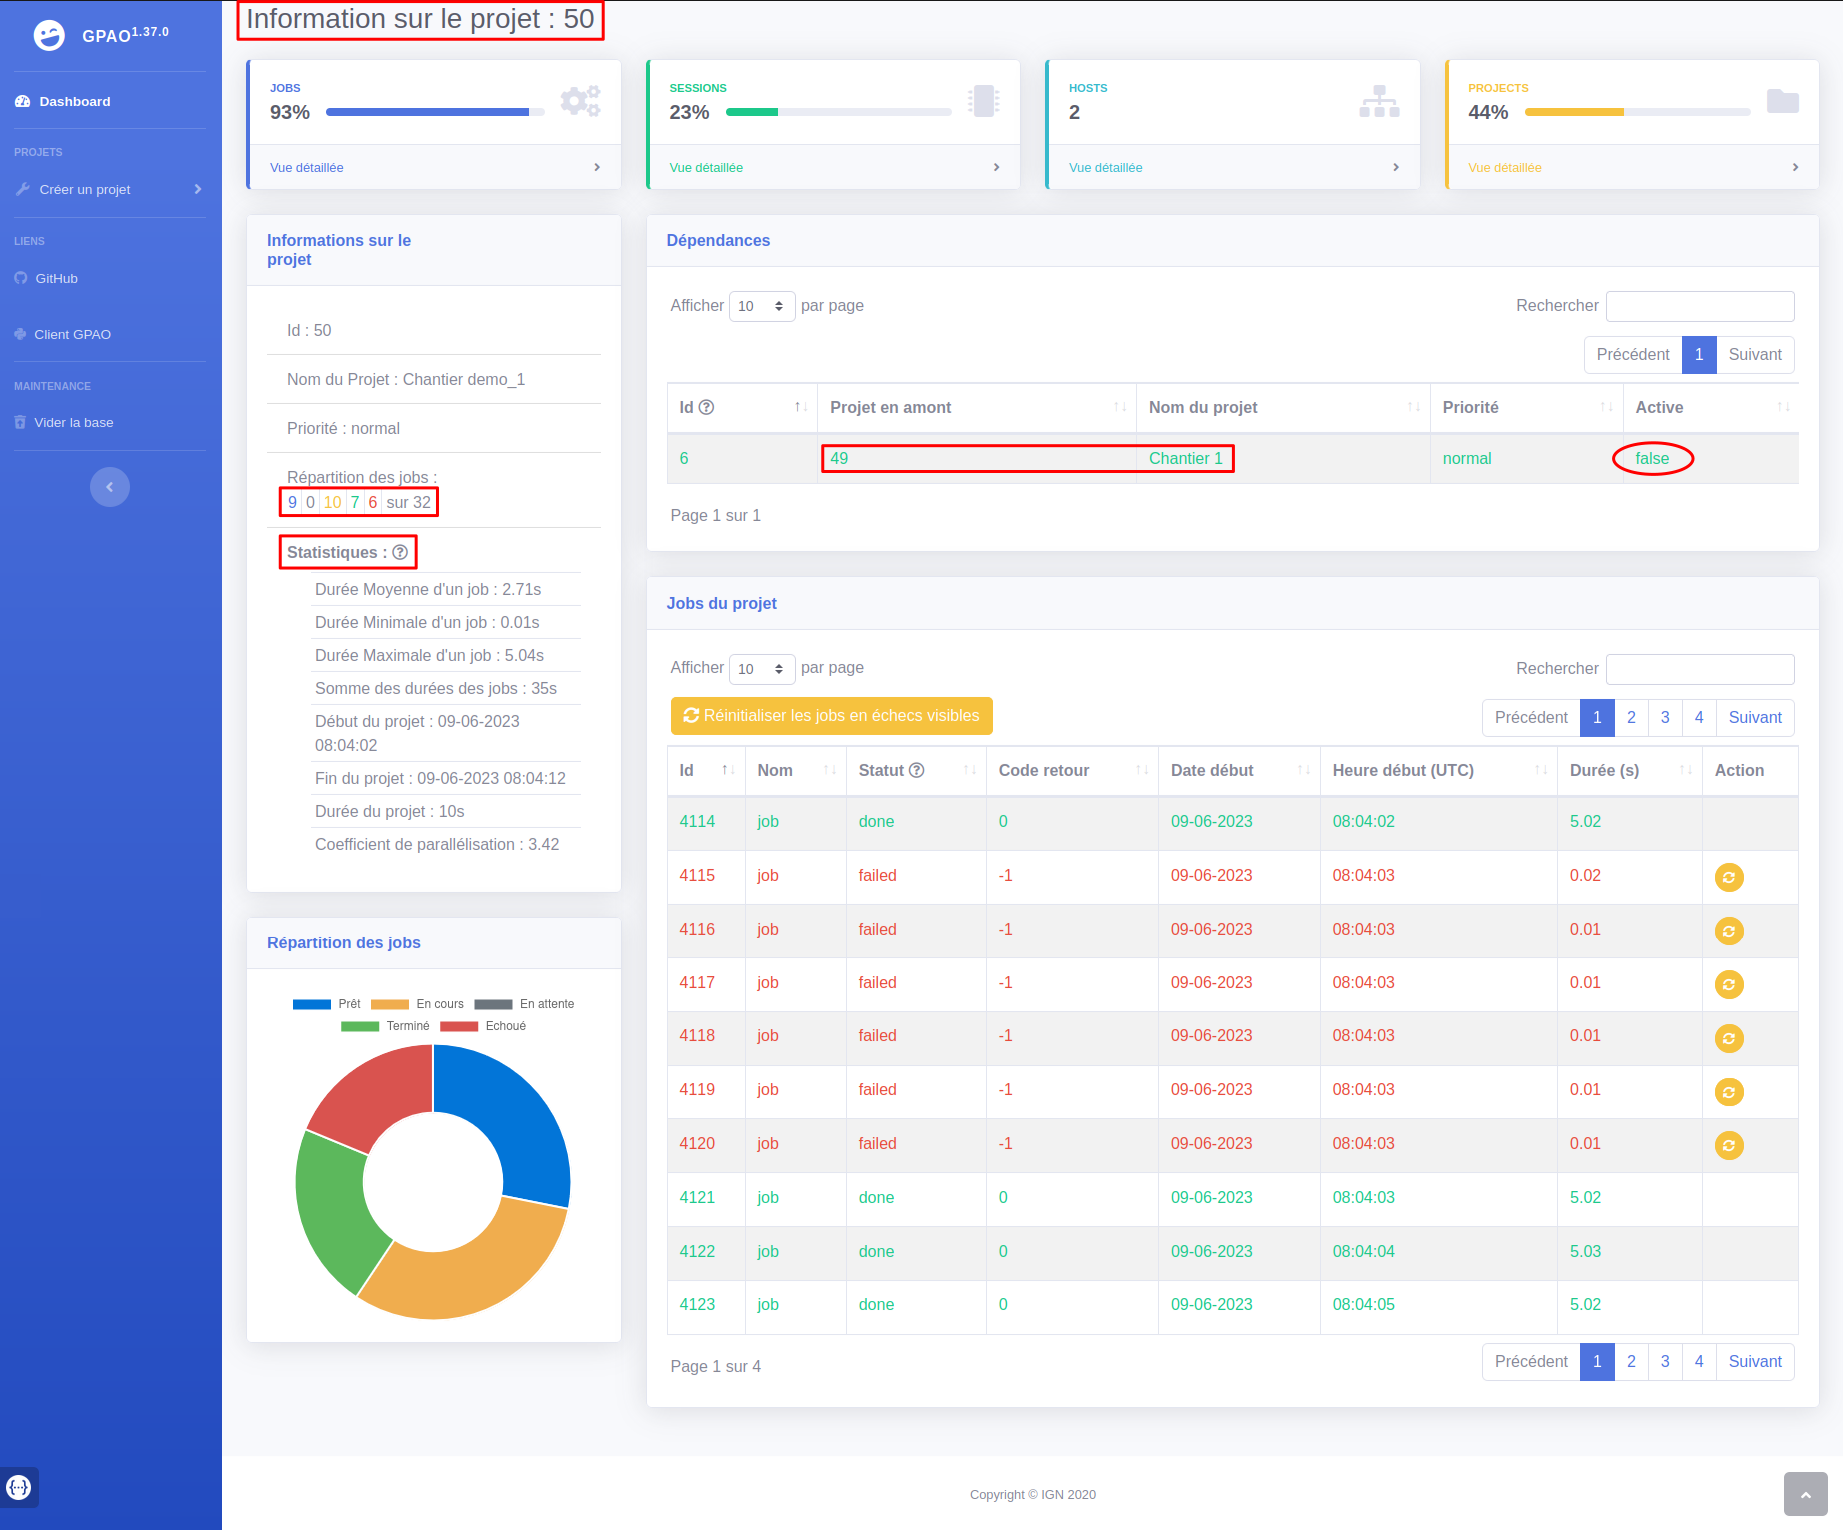 GPAO1.37.0
Dashboard
PROJETS
Créer un projet
LIENS
GitHub
Client GPAO
MAINTENANCE
Vider la base
Information sur le projet : 50
JOBS
93%
Vue détaillée
SESSIONS
23%
Vue détaillée
HOSTS
2
Vue détaillée
PROJECTS
44%
Vue détaillée
Informations sur le
projet
Id : 50
Nom du Projet : Chantier demo_1
Priorité : normal
Répartition des jobs :
9 0 10 7 6 sur 32
Statistiques :
Durée Moyenne d'un job : 2.71s
Durée Minimale d'un job : 0.01s
Durée Maximale d'un job : 5.04s
Somme des durées des jobs : 35s
Début du projet : 09-06-2023
08:04:02
Fin du projet : 09-06-2023 08:04:12
Durée du projet : 10s
Coefficient de parallélisation : 3.42
Répartition des jobs
Prêt En cours En attente
Terminé Echoué
Dépendances
Afficher 10 par page Rechercher
Précédent 1 Suivant
Id Projet en amont Nom du projet Priorité Active
6 49 Chantier 1 normal false
Page 1 sur 1
Jobs du projet
Afficher 10 par page Rechercher
Réinitialiser les jobs en échecs visibles Précédent 1 2 3 4 Suivant
Id Nom Statut Code retour Date début Heure début (UTC) Durée (s) Action
4114 job done 0 09-06-2023 08:04:02 5.02
4115 job failed -1 09-06-2023 08:04:03 0.02
4116 job failed -1 09-06-2023 08:04:03 0.01
4117 job failed -1 09-06-2023 08:04:03 0.01
4118 job failed -1 09-06-2023 08:04:03 0.01
4119 job failed -1 09-06-2023 08:04:03 0.01
4120 job failed -1 09-06-2023 08:04:03 0.01
4121 job done 0 09-06-2023 08:04:03 5.02
4122 job done 0 09-06-2023 08:04:04 5.03
4123 job done 0 09-06-2023 08:04:05 5.02
Page 1 sur 4 Précédent 1 2 3 4 Suivant
Copyright © IGN 2020